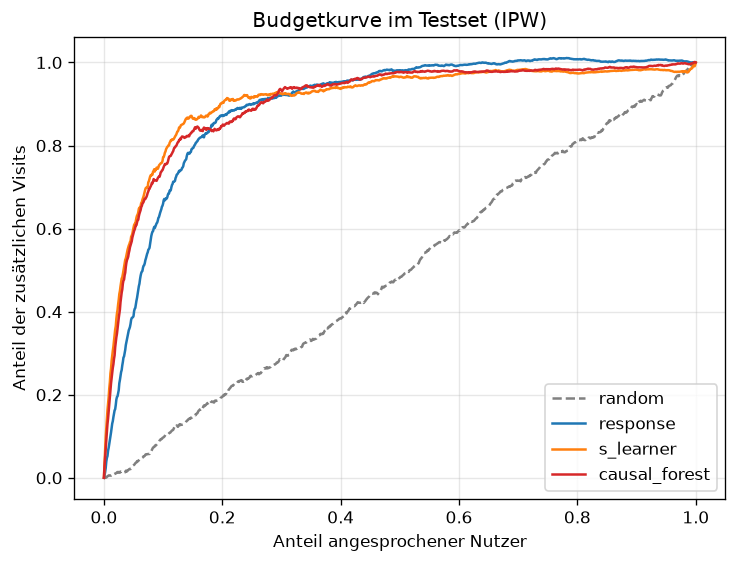 Budgetkurve im Testset (IPW)
Anteil der zusätzlichen Visits
1.0
0.8
0.6
0.4
0.2
0.0
random
response
s_learner
causal_forest
0.0 0.2 0.4 0.6 0.8 1.0
Anteil angesprochener Nutzer